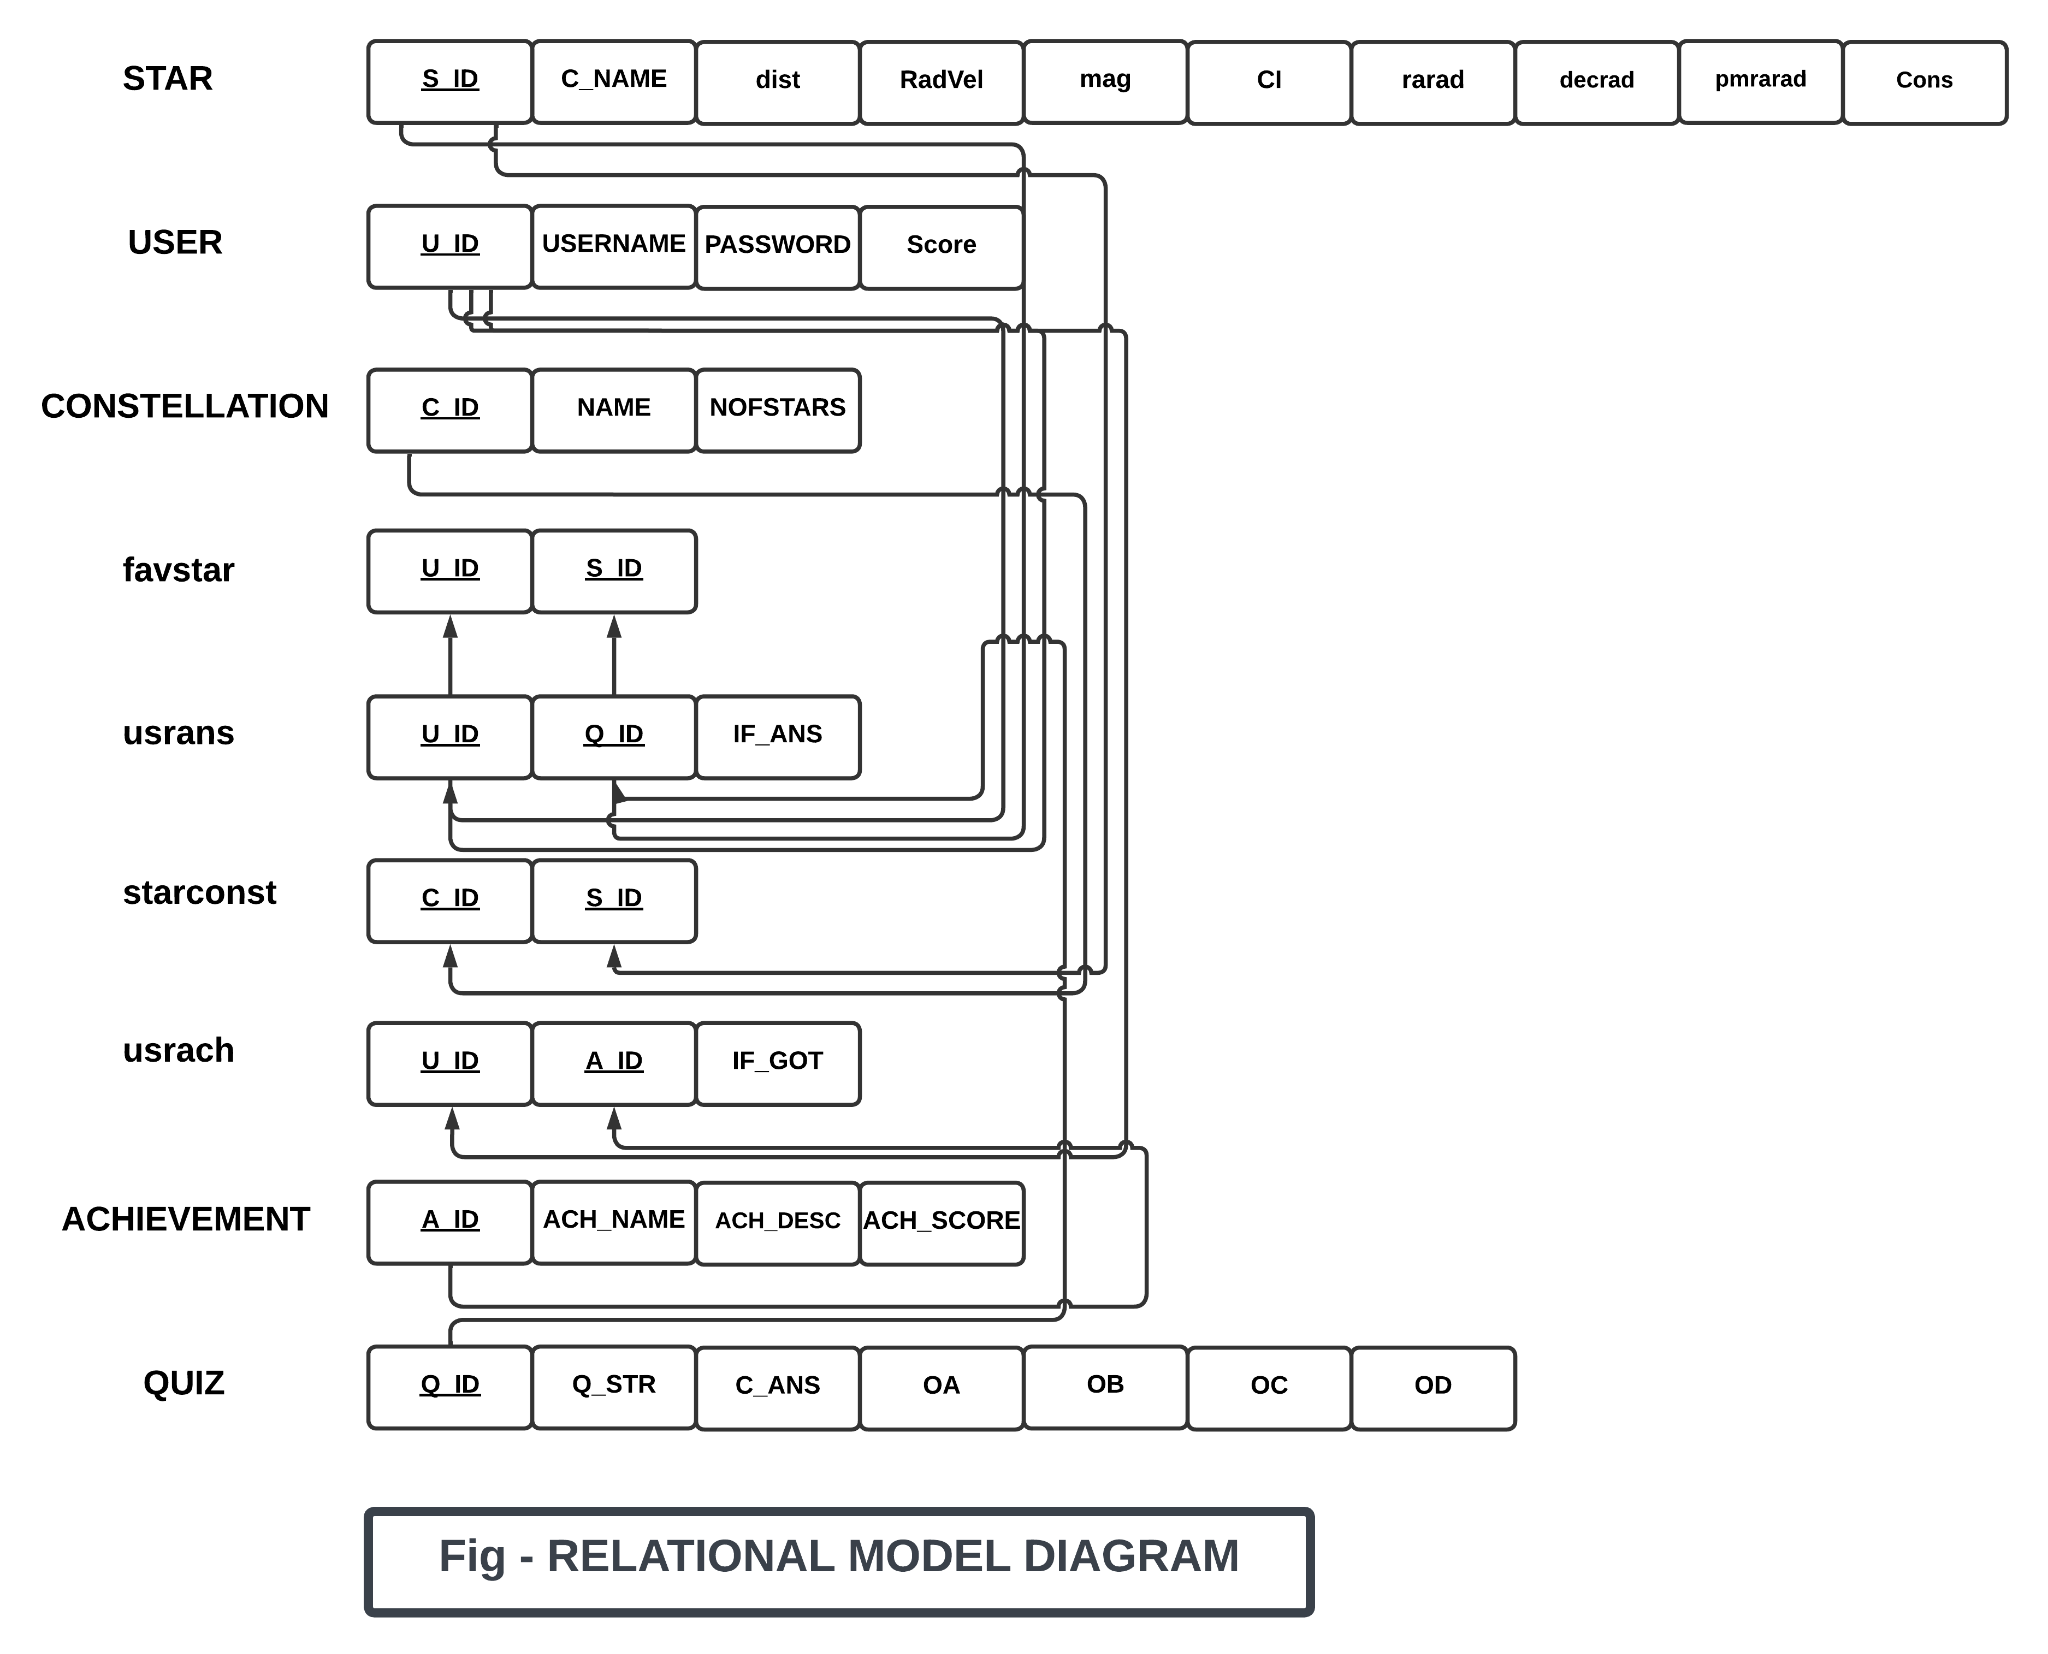 STAR S_ID C_NAME dist RadVel mag CI rarad decrad pmrarad Cons
USER U_ID USERNAME PASSWORD Score
CONSTELLATION C_ID NAME NOFSTARS
favstar U_ID S_ID
usrans U_ID Q_ID IF_ANS
starconst C_ID S_ID
usrach U_ID A_ID IF_GOT
ACHIEVEMENT A_ID ACH_NAME ACH_DESC ACH_SCORE
QUIZ Q_ID Q_STR C_ANS OA OB OC OD
Fig - RELATIONAL MODEL DIAGRAM